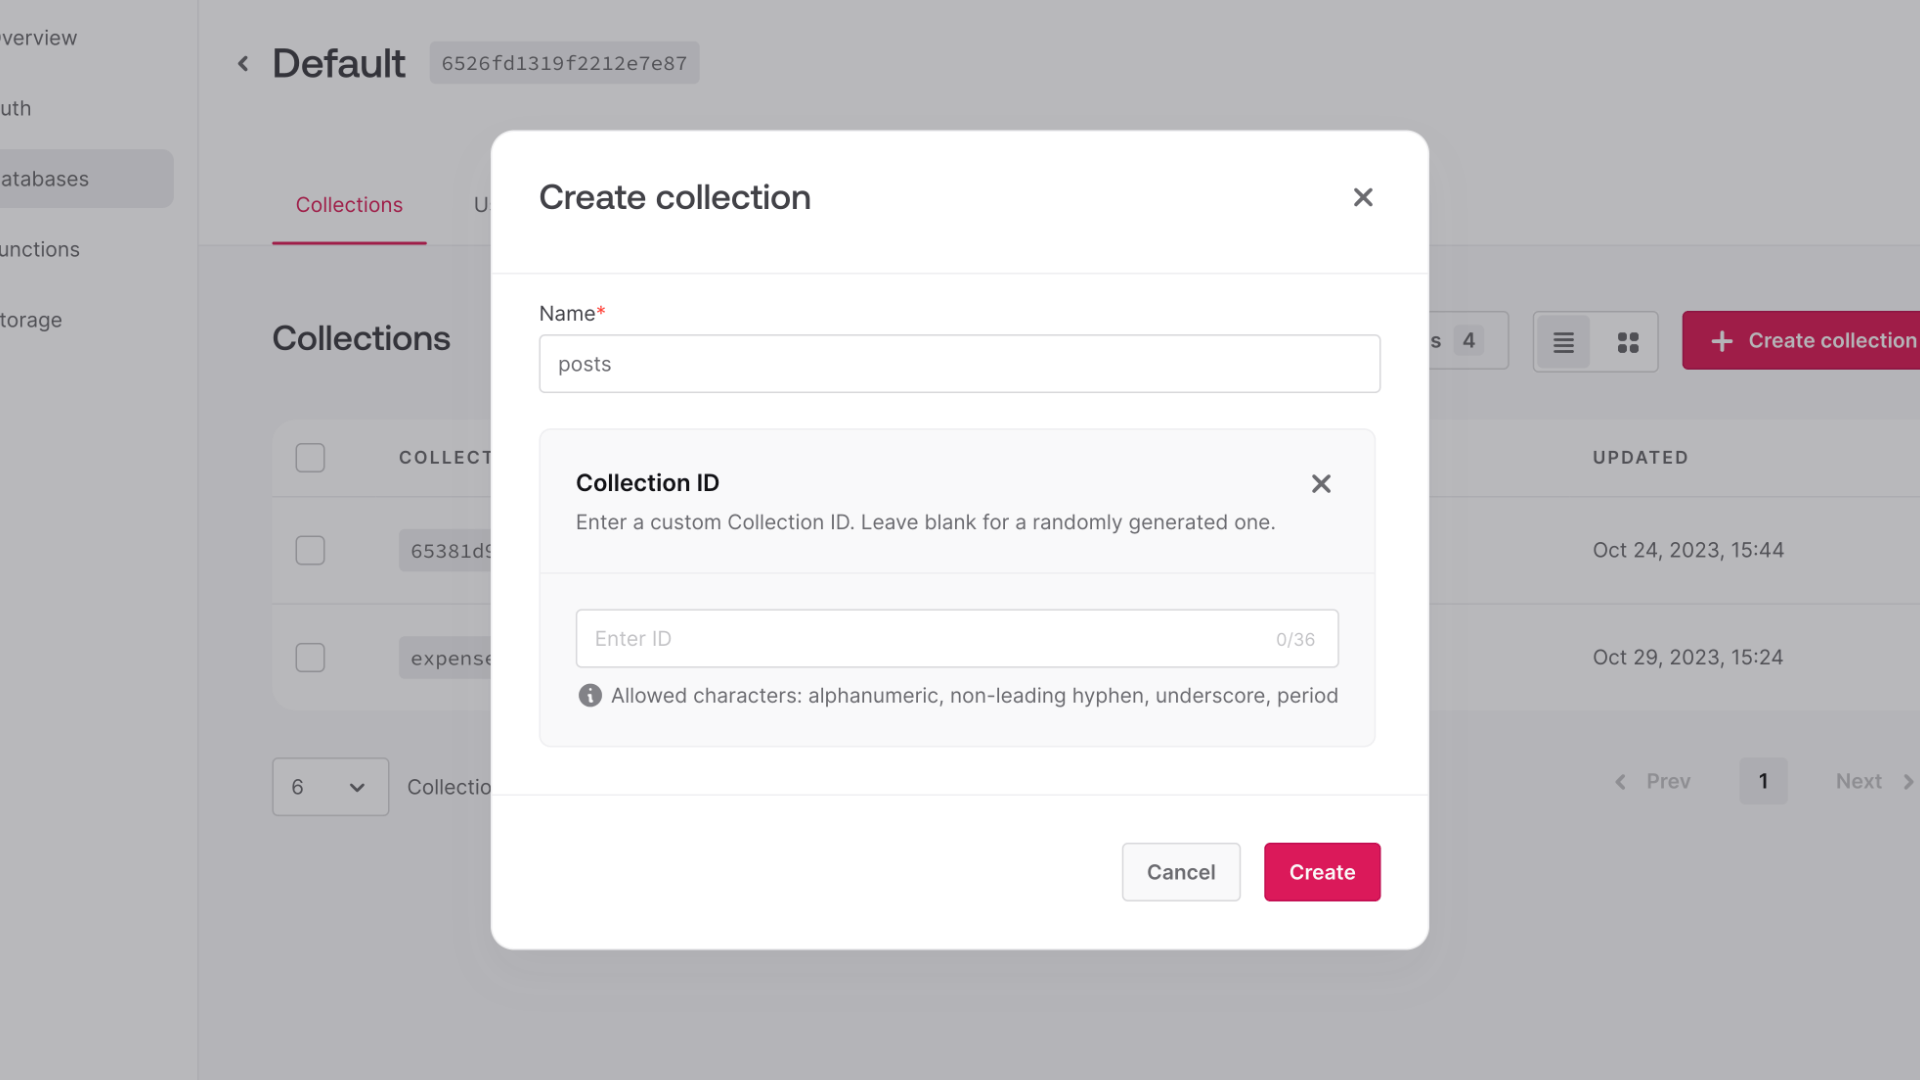 verview
Default 6526fd1319f2212e7e87
uth
atabases
Collections U
unctions
torage
Create collection
Name*
posts
Collection ID
Enter a custom Collection ID. Leave blank for a randomly generated one.
Enter ID 0/36
Allowed characters: alphanumeric, non-leading hyphen, underscore, period
Cancel Create
Collections
s 4
Create collection
COLLECT UPDATED
65381d9 Oct 24, 2023, 15:44
expense Oct 29, 2023, 15:24
6 Collectio
Prev 1 Next